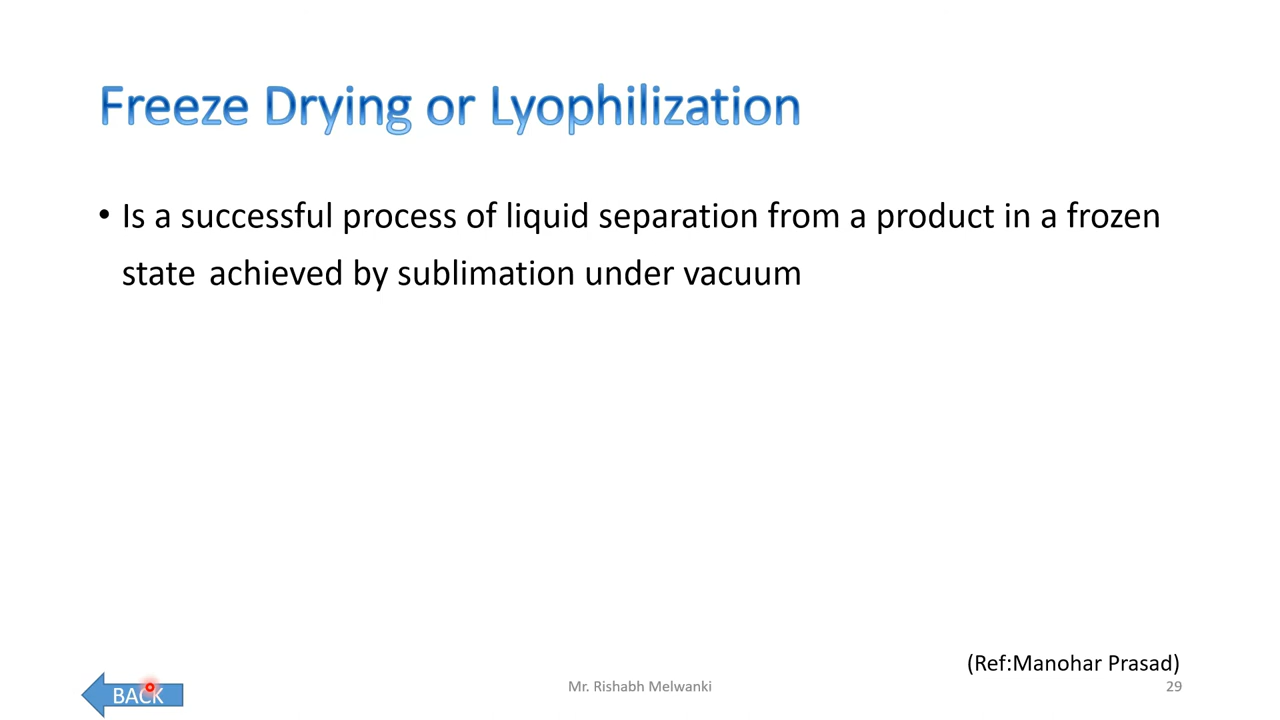 Freeze Drying or Lyophilization
• Is a successful process of liquid separation from a product in a frozen
state achieved by sublimation under vacuum
(Ref:Manohar Prasad)
BACK
Mr. Rishabh Melwanki
29